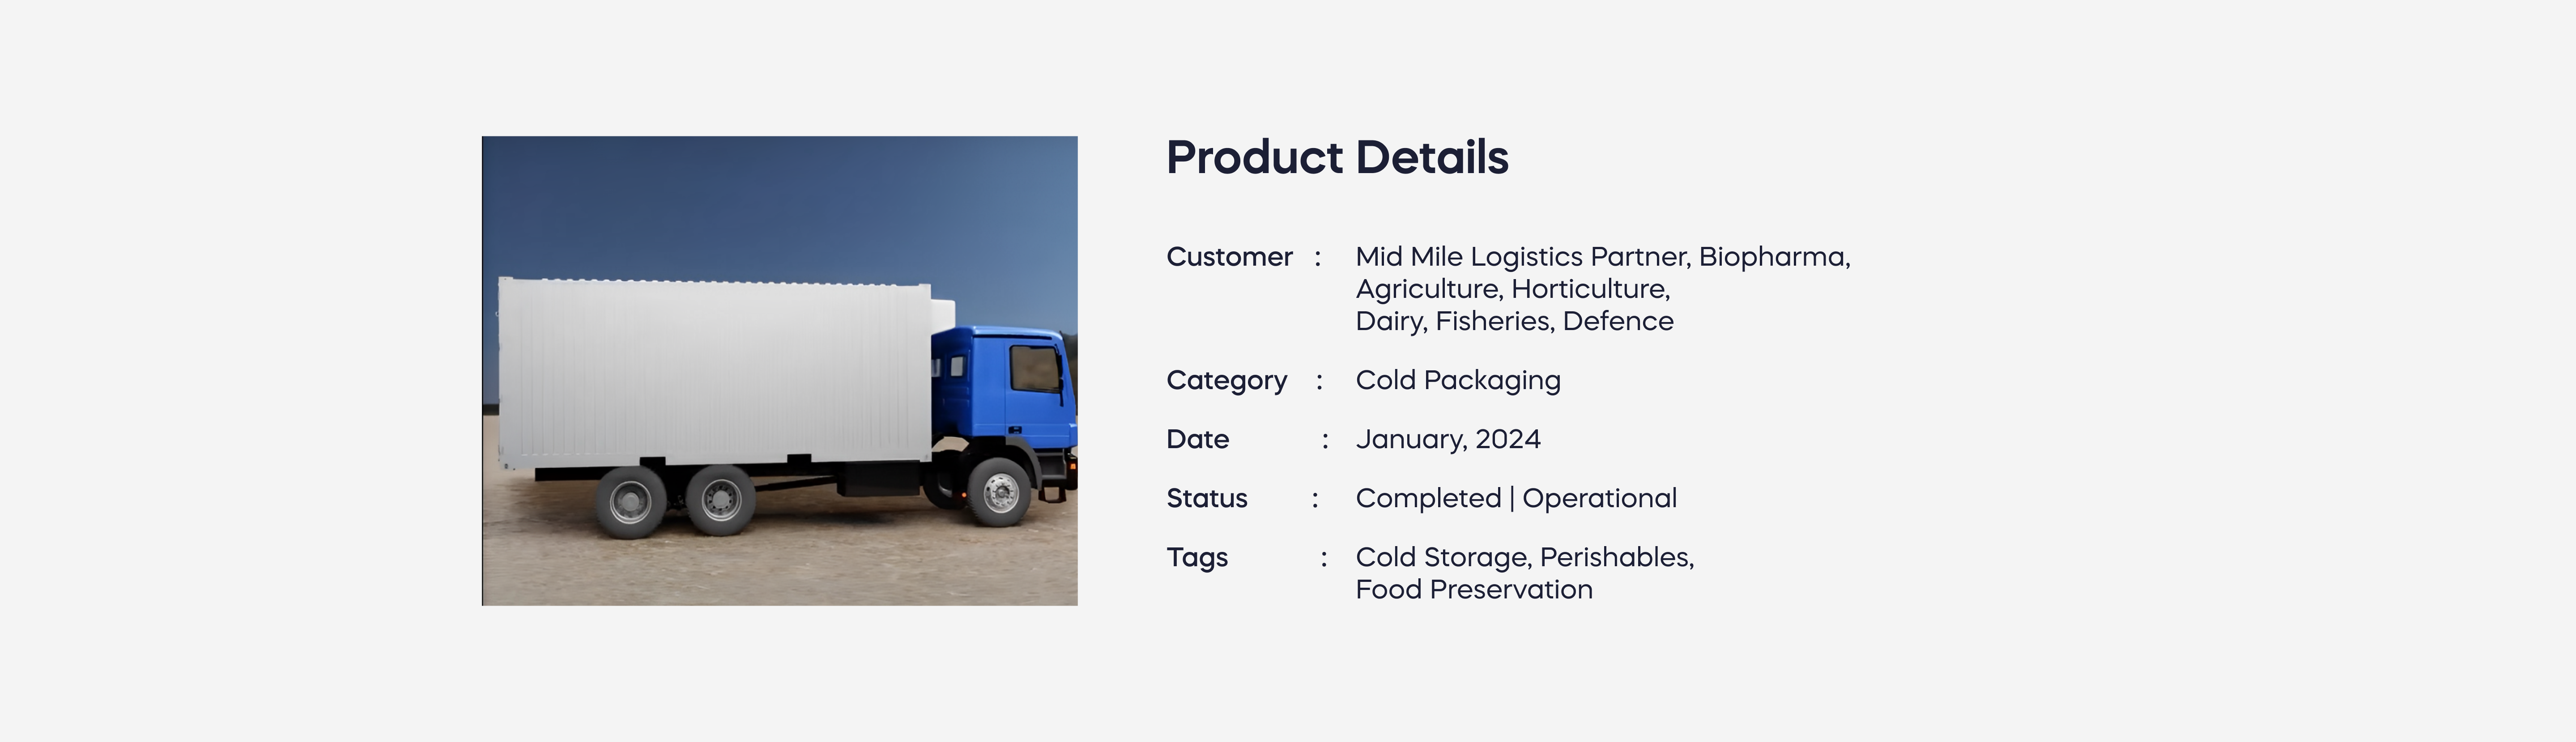 Product Details
Customer : Mid Mile Logistics Partner, Biopharma,
Agriculture, Horticulture,
Dairy, Fisheries, Defence
Category : Cold Packaging
Date : January, 2024
Status : Completed | Operational
Tags : Cold Storage, Perishables,
Food Preservation